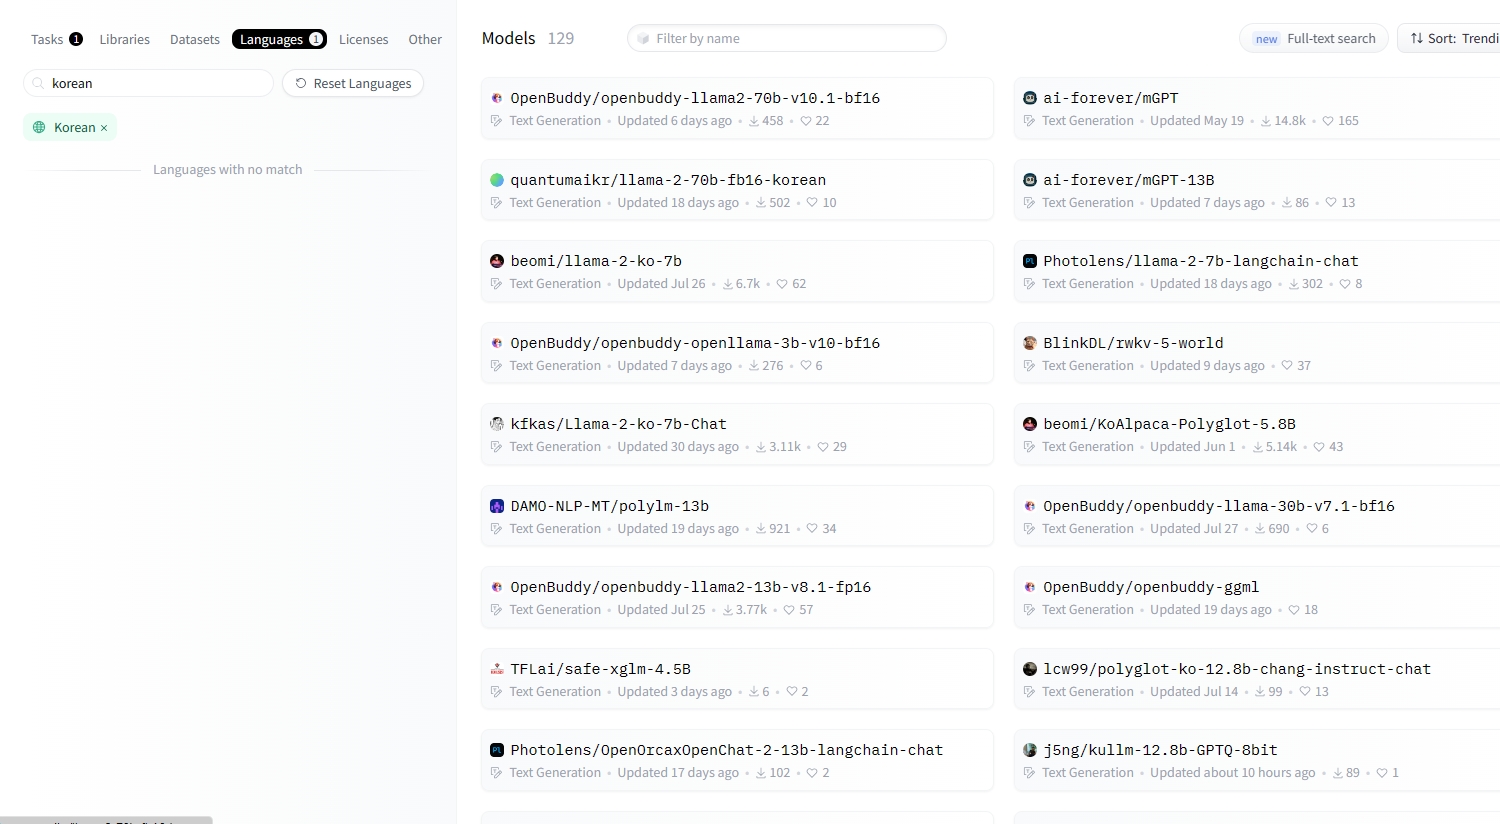 Tasks 1 Libraries Datasets Languages 1 Licenses Other
korean Reset Languages
Korean ×
Languages with no match
Models 129 Filter by name new Full-text search Sort: Trendi
OpenBuddy/openbuddy-llama2-70b-v10.1-bf16
Text Generation • Updated 6 days ago • 458 • 22
ai-forever/mGPT
Text Generation • Updated May 19 • 14.8k • 165
quantumaikr/llama-2-70b-fb16-korean
Text Generation • Updated 18 days ago • 502 • 10
ai-forever/mGPT-13B
Text Generation • Updated 7 days ago • 86 • 13
beomi/llama-2-ko-7b
Text Generation • Updated Jul 26 • 6.7k • 62
Photolens/llama-2-7b-langchain-chat
Text Generation • Updated 18 days ago • 302 • 8
OpenBuddy/openbuddy-openllama-3b-v10-bf16
Text Generation • Updated 7 days ago • 276 • 6
BlinkDL/rwkv-5-world
Text Generation • Updated 9 days ago • 37
kfkas/Llama-2-ko-7b-Chat
Text Generation • Updated 30 days ago • 3.11k • 29
beomi/KoAlpaca-Polyglot-5.8B
Text Generation • Updated Jun 1 • 5.14k • 43
DAMO-NLP-MT/polylm-13b
Text Generation • Updated 19 days ago • 921 • 34
OpenBuddy/openbuddy-llama-30b-v7.1-bf16
Text Generation • Updated Jul 27 • 690 • 6
OpenBuddy/openbuddy-llama2-13b-v8.1-fp16
Text Generation • Updated Jul 25 • 3.77k • 57
OpenBuddy/openbuddy-ggml
Text Generation • Updated 19 days ago • 18
TFLai/safe-xglm-4.5B
Text Generation • Updated 3 days ago • 6 • 2
lcw99/polyglot-ko-12.8b-chang-instruct-chat
Text Generation • Updated Jul 14 • 99 • 13
Photolens/OpenOrcaxOpenChat-2-13b-langchain-chat
Text Generation • Updated 17 days ago • 102 • 2
j5ng/kullm-12.8b-GPTQ-8bit
Text Generation • Updated about 10 hours ago • 89 • 1